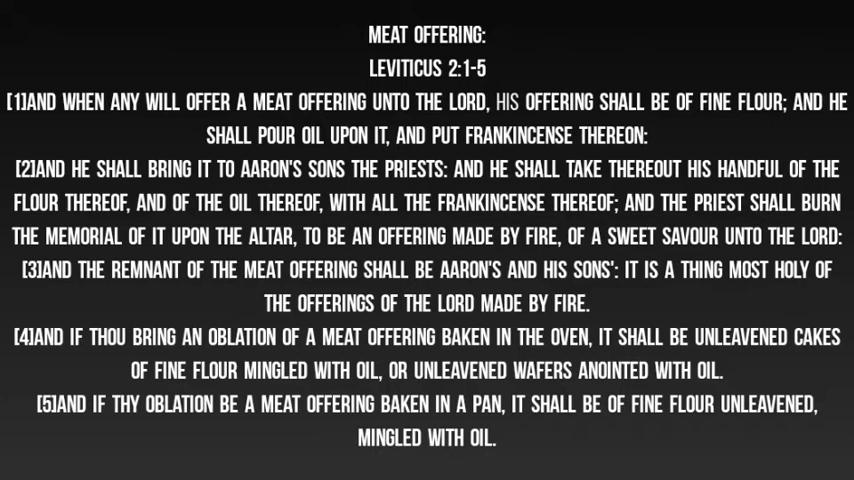 MEAT OFFERING:
LEVITICUS 2:1-5
[1]AND WHEN ANY WILL OFFER A MEAT OFFERING UNTO THE LORD, HIS OFFERING SHALL BE OF FINE FLOUR; AND HE
SHALL POUR OIL UPON IT, AND PUT FRANKINCENSE THEREON:
[2]AND HE SHALL BRING IT TO AARON'S SONS THE PRIESTS: AND HE SHALL TAKE THEREOUT HIS HANDFUL OF THE
FLOUR THEREOF, AND OF THE OIL THEREOF, WITH ALL THE FRANKINCENSE THEREOF; AND THE PRIEST SHALL BURN
THE MEMORIAL OF IT UPON THE ALTAR, TO BE AN OFFERING MADE BY FIRE, OF A SWEET SAVOUR UNTO THE LORD:
[3]AND THE REMNANT OF THE MEAT OFFERING SHALL BE AARON'S AND HIS SONS': IT IS A THING MOST HOLY OF
THE OFFERINGS OF THE LORD MADE BY FIRE.
[4]AND IF THOU BRING AN OBLATION OF A MEAT OFFERING BAKEN IN THE OVEN, IT SHALL BE UNLEAVENED CAKES
OF FINE FLOUR MINGLED WITH OIL, OR UNLEAVENED WAFERS ANOINTED WITH OIL.
[5]AND IF THY OBLATION BE A MEAT OFFERING BAKEN IN A PAN, IT SHALL BE OF FINE FLOUR UNLEAVENED,
MINGLED WITH OIL.